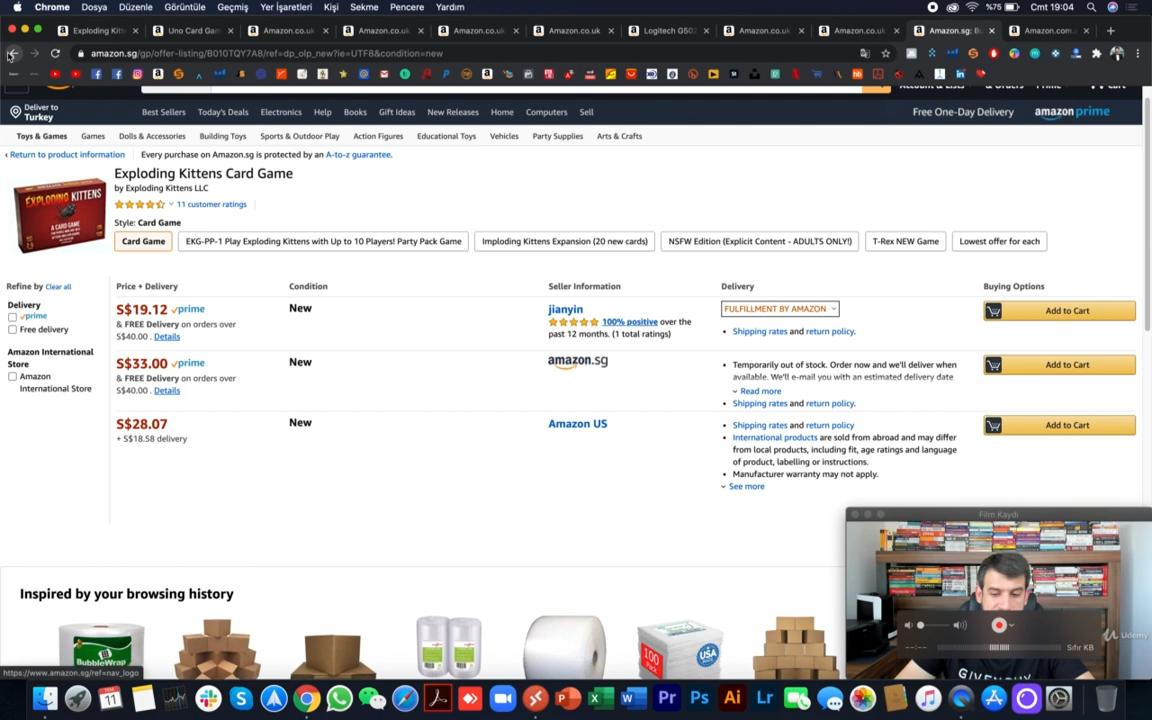 Chrome Dosya Düzenle Görüntüle Geçmiş Yer İşaretleri Kişi Sekme Pencere Yardım
%75 Cmt 19:04
Exploding Kitt Uno Card Gam Amazon.co.uk Amazon.co.uk Amazon.co.uk Amazon.co.uk Logitech G502 Amazon.co.uk Amazon.co.uk Amazon.sg: B Amazon.com.a
amazon.sg/gp/offer-listing/B010TQY7A8/ref=dp_olp_new?ie=UTF8&condition=new
Deliver to
Turkey
Best Sellers Today's Deals Electronics Help Books Gift Ideas New Releases Home Computers Sell
Free One-Day Delivery amazon prime
Toys & Games Games Dolls & Accessories Building Toys Sports & Outdoor Play Action Figures Educational Toys Vehicles Party Supplies Arts & Crafts
‹ Return to product information Every purchase on Amazon.sg is protected by an A-to-z guarantee.
EXPLODING KITTENS
A CARD GAME
Exploding Kittens Card Game
by Exploding Kittens LLC
11 customer ratings
Style: Card Game
Card Game EKG-PP-1 Play Exploding Kittens with Up to 10 Players! Party Pack Game Imploding Kittens Expansion (20 new cards) NSFW Edition (Explicit Content - ADULTS ONLY!) T-Rex NEW Game Lowest offer for each
Refine by Clear all
Delivery
prime
Free delivery
Amazon International
Store
Amazon
International Store
Price + Delivery Condition Seller Information Delivery Buying Options
S$19.12 prime
& FREE Delivery on orders over
S$40.00 . Details
New
jianyin
100% positive over the
past 12 months. (1 total ratings)
FULFILLMENT BY AMAZON
• Shipping rates and return policy.
Add to Cart
S$33.00 prime
& FREE Delivery on orders over
S$40.00 . Details
New
amazon.sg
• Temporarily out of stock. Order now and we'll deliver when
available. We'll e-mail you with an estimated delivery date
Read more
• Shipping rates and return policy.
Add to Cart
S$28.07
+ S$18.58 delivery
New
Amazon US
• Shipping rates and return policy
• International products are sold from abroad and may differ
from local products, including fit, age ratings and language
of product, labelling or instructions.
• Manufacturer warranty may not apply.
See more
Add to Cart
Inspired by your browsing history
BUBBLEWRAP
100
PACK
USA
https://www.amazon.sg/ref=nav_logo
Film Kaydı
--:--
Sıfır KB
Udemy
GIVENCHY